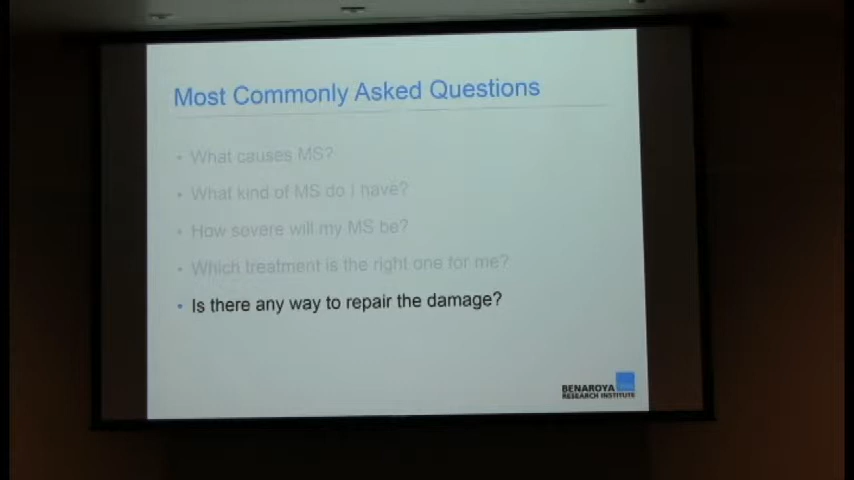 Most Commonly Asked Questions
• What causes MS?
• What kind of MS do I have?
• How severe will my MS be?
• Which treatment is the right one for me?
• Is there any way to repair the damage?
BENAROYA
RESEARCH INSTITUTE